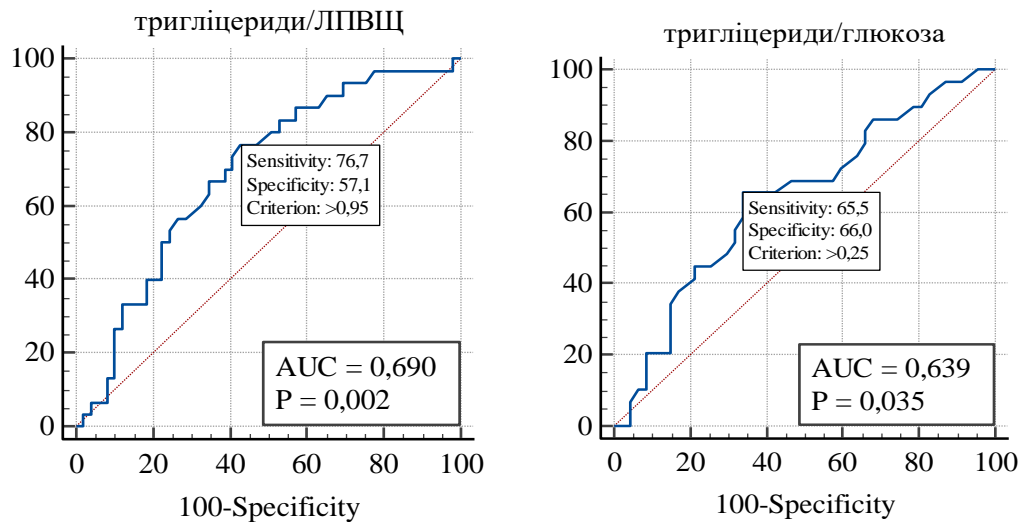 тригліцериди/ЛПВЩ
100
80
60
40
20
0
Sensitivity: 76,7
Specificity: 57,1
Criterion: >0,95
AUC = 0,690
P = 0,002
0 20 40 60 80 100
100-Specificity
тригліцериди/глюкоза
100
80
60
40
20
0
Sensitivity: 65,5
Specificity: 66,0
Criterion: >0,25
AUC = 0,639
P = 0,035
0 20 40 60 80 100
100-Specificity